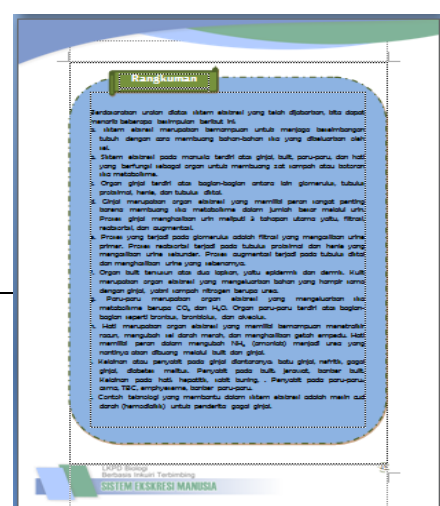 Rangkuman
Berdasarakan uraian diatas sistem ekskresi yang telah dijabarkan, kita dapat
menarik beberapa kesimpulan berikut ini.
sistem ekskresi merupakan kemampuan untuk menjaga keseimbangan
tubuh dengan cara membuang bahan-bahan sisa yang dikeluarkan oleh
sel.
Sistem ekskresi pada manusia terdiri atas ginjal, kulit, paru-paru, dan hati
yang berfungsi sebagai organ untuk membuang zat sampah atau kotoran
sisa metabolisme.
Organ ginjal terdiri atas bagian-bagian antara lain glomerulus, tubulus
proksimal, henle, dan tubulus distal.
Ginjal merupakan organ ekskresi yang memiliki peran sangat penting
karena membuang sisa metabolisme dalam jumlah besar melalui urin.
Proses ginjal menghasilkan urin meliputi 3 tahapan utama yaitu, filtrasi,
reabsorbsi, dan augmentasi.
Proses yang terjadi pada glomerulus adalah filtrasi yang mengasilkan urine
primer. Proses reabsorbsi terjadi pada tubulus proksimal dan henle yang
mengasilkan urine sekunder. Proses augmentasi terjadi pada tubulus distal
dan menghasilkan urine yang sebenarnya.
Organ kulit tersusun atas dua lapisan, yaitu epidermis dan dermis. Kulit
merupakan organ ekskresi yang mengeluarkan bahan yang hampir sama
dengan ginjal, yakni sampah nitrogen berupa urea.
Paru-paru merupakan organ ekskresi yang mengeluarkan sisa
metabolisme berupa CO₂ dan H₂O. Organ paru-paru terdiri atas bagian-
bagian seperti bronkus, bronkiolus, dan alveolus.
Hati merupakan organ ekskresi yang memiliki kemampuan menetralkir
racun, mengubah sel darah merah, dan menghasilkan getah empedu. Hati
memiliki peran dalam mengubah NH₃ (amoniak) menjadi urea yang
nantinya akan dibuang melalui kulit dan ginjal.
Kelainan atau penyakit pada ginjal diantaranya: batu ginjal, nefritik, gagal
ginjal, diabetes melitus. Penyakit pada kulit: jerawat, kanker kulit.
Kelainan pada hati: hepatitis, sakit kuning, . Penyakit pada paru-paru:
asma, TBC, emphysema, kanker paru-paru.
Contoh teknologi yang membantu dalam sistem ekskresi adalah mesin cuci
darah (hemodialisis) untuk penderita gagal ginjal.
LKPD Biologi
Berbasis Inkuiri Terbimbing
SISTEM EKSKRESI MANUSIA